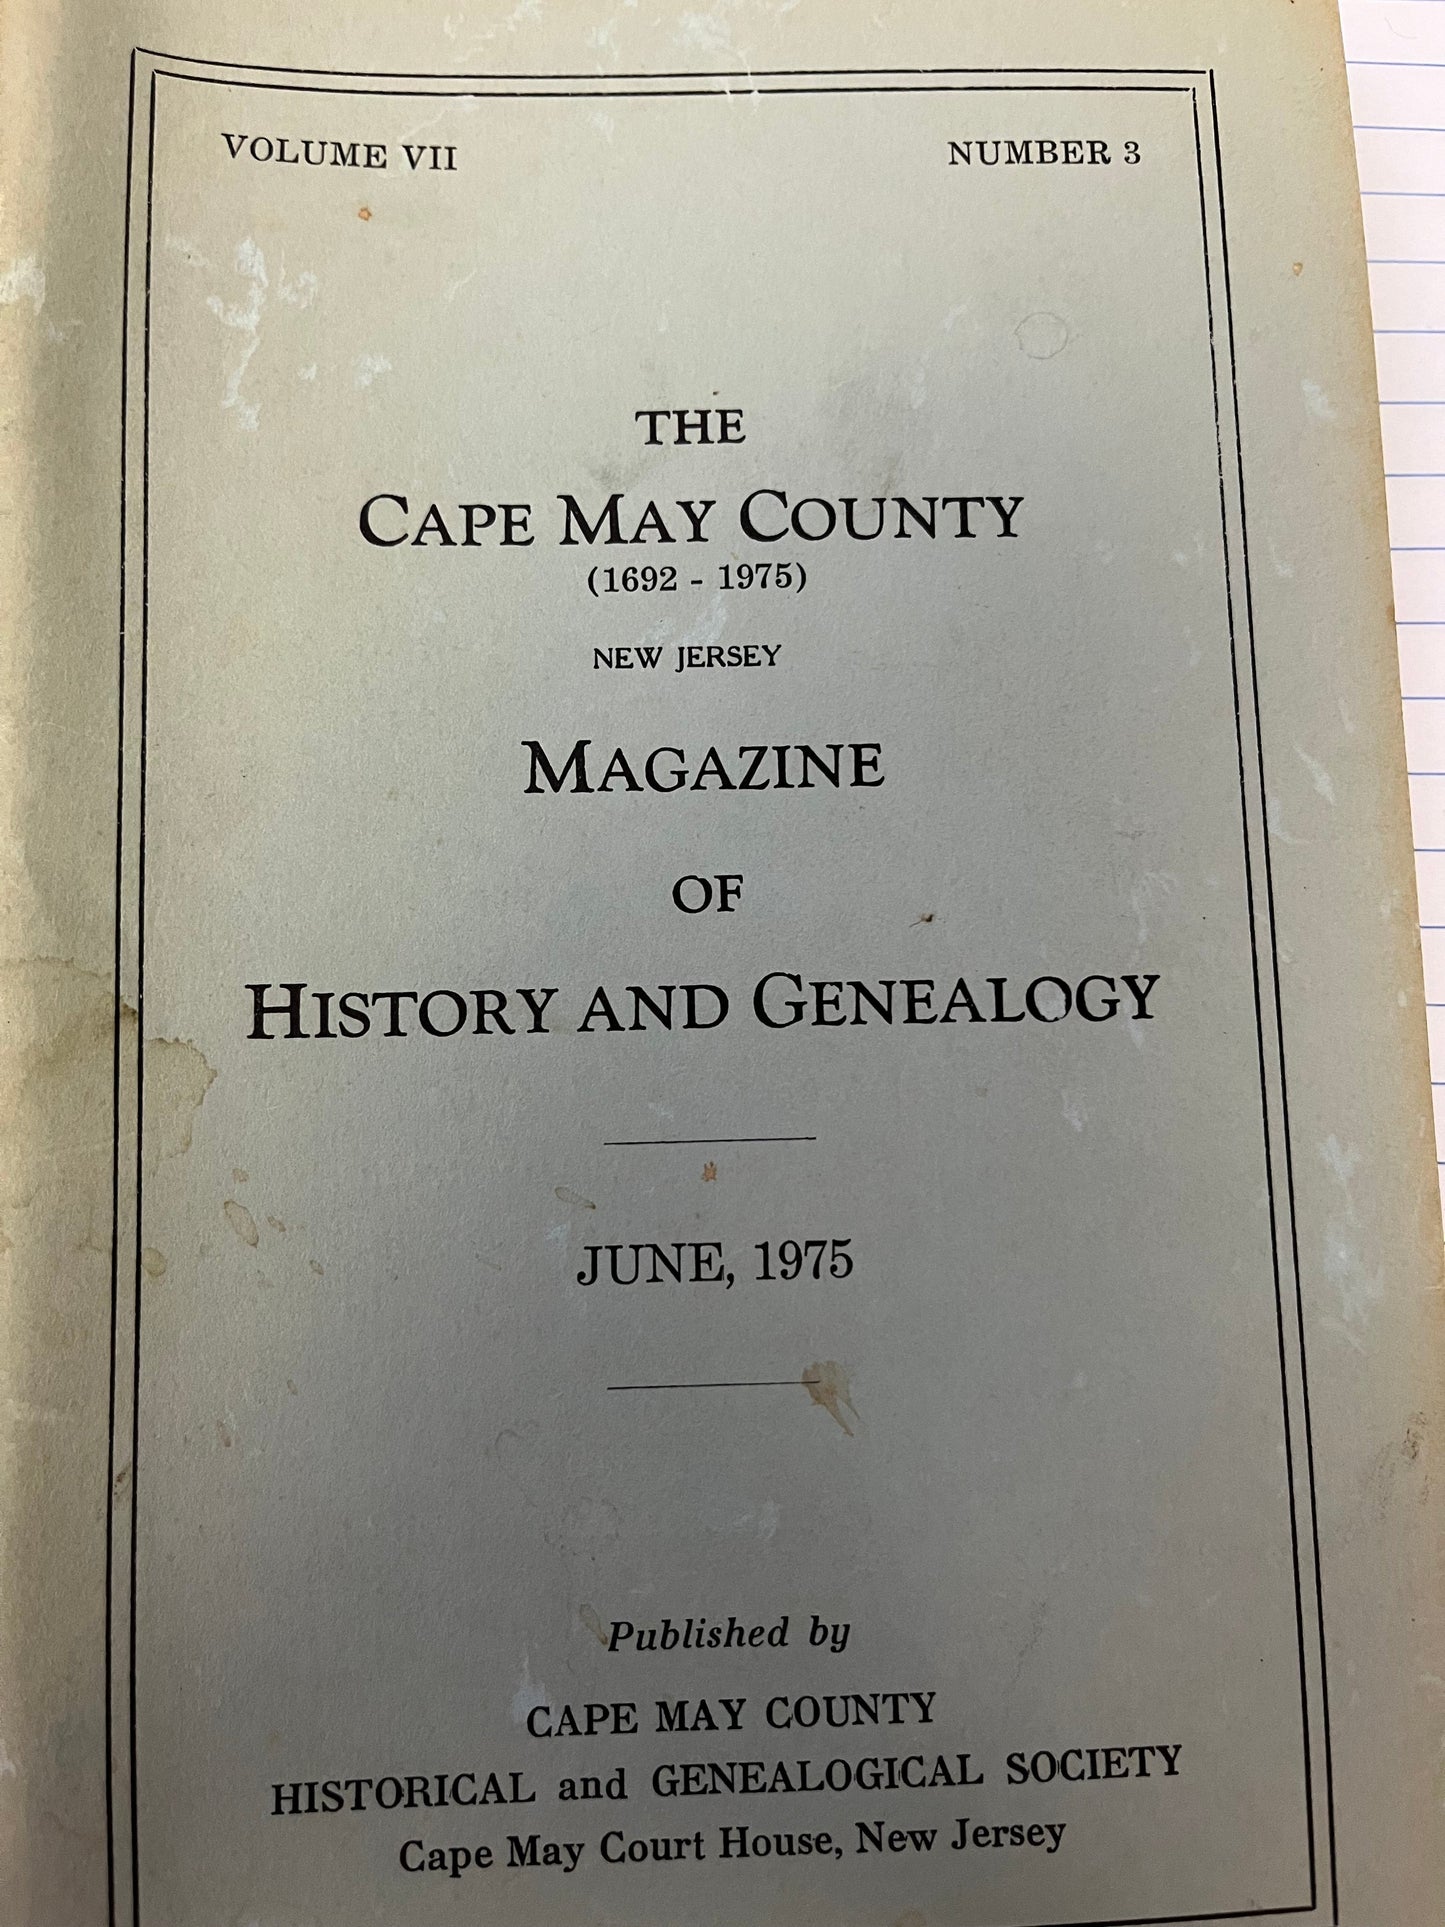 VOLUME VII NUMBER 3
THE
CAPE MAY COUNTY
(1692 - 1975)
NEW JERSEY
MAGAZINE
OF
HISTORY AND GENEALOGY
JUNE, 1975
Published by
CAPE MAY COUNTY
HISTORICAL and GENEALOGICAL SOCIETY
Cape May Court House, New Jersey